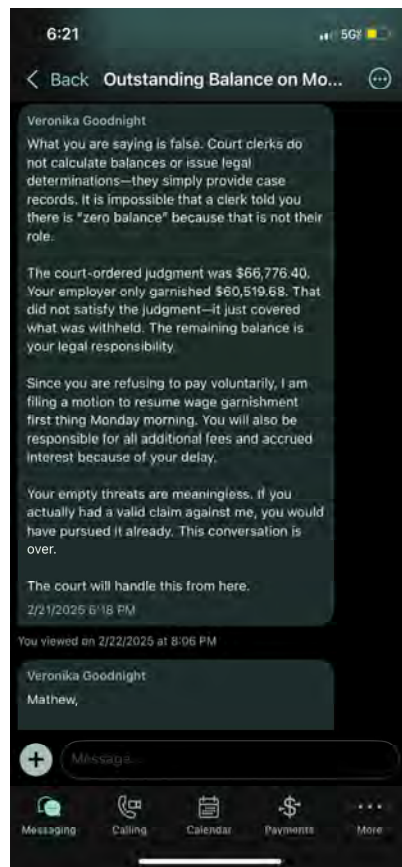 6:21
5G
Back Outstanding Balance on Mo...
Veronika Goodnight
What you are saying is false. Court clerks do
not calculate balances or issue legal
determinations—they simply provide case
records. It is impossible that a clerk told you
there is "zero balance" because that is not their
role.
The court-ordered judgment was $66,776.40.
Your employer only garnished $60,519.68. That
did not satisfy the judgment—it just covered
what was withheld. The remaining balance is
your legal responsibility.
Since you are refusing to pay voluntarily, I am
filing a motion to resume wage garnishment
first thing Monday morning. You will also be
responsible for all additional fees and accrued
interest because of your delay.
Your empty threats are meaningless. If you
actually had a valid claim against me, you would
have pursued it already. This conversation is
over.
The court will handle this from here.
2/21/2025 6:18 PM
You viewed on 2/22/2025 at 8:06 PM
Veronika Goodnight
Mathew,
Message...
Messaging Calling Calendar Payments More